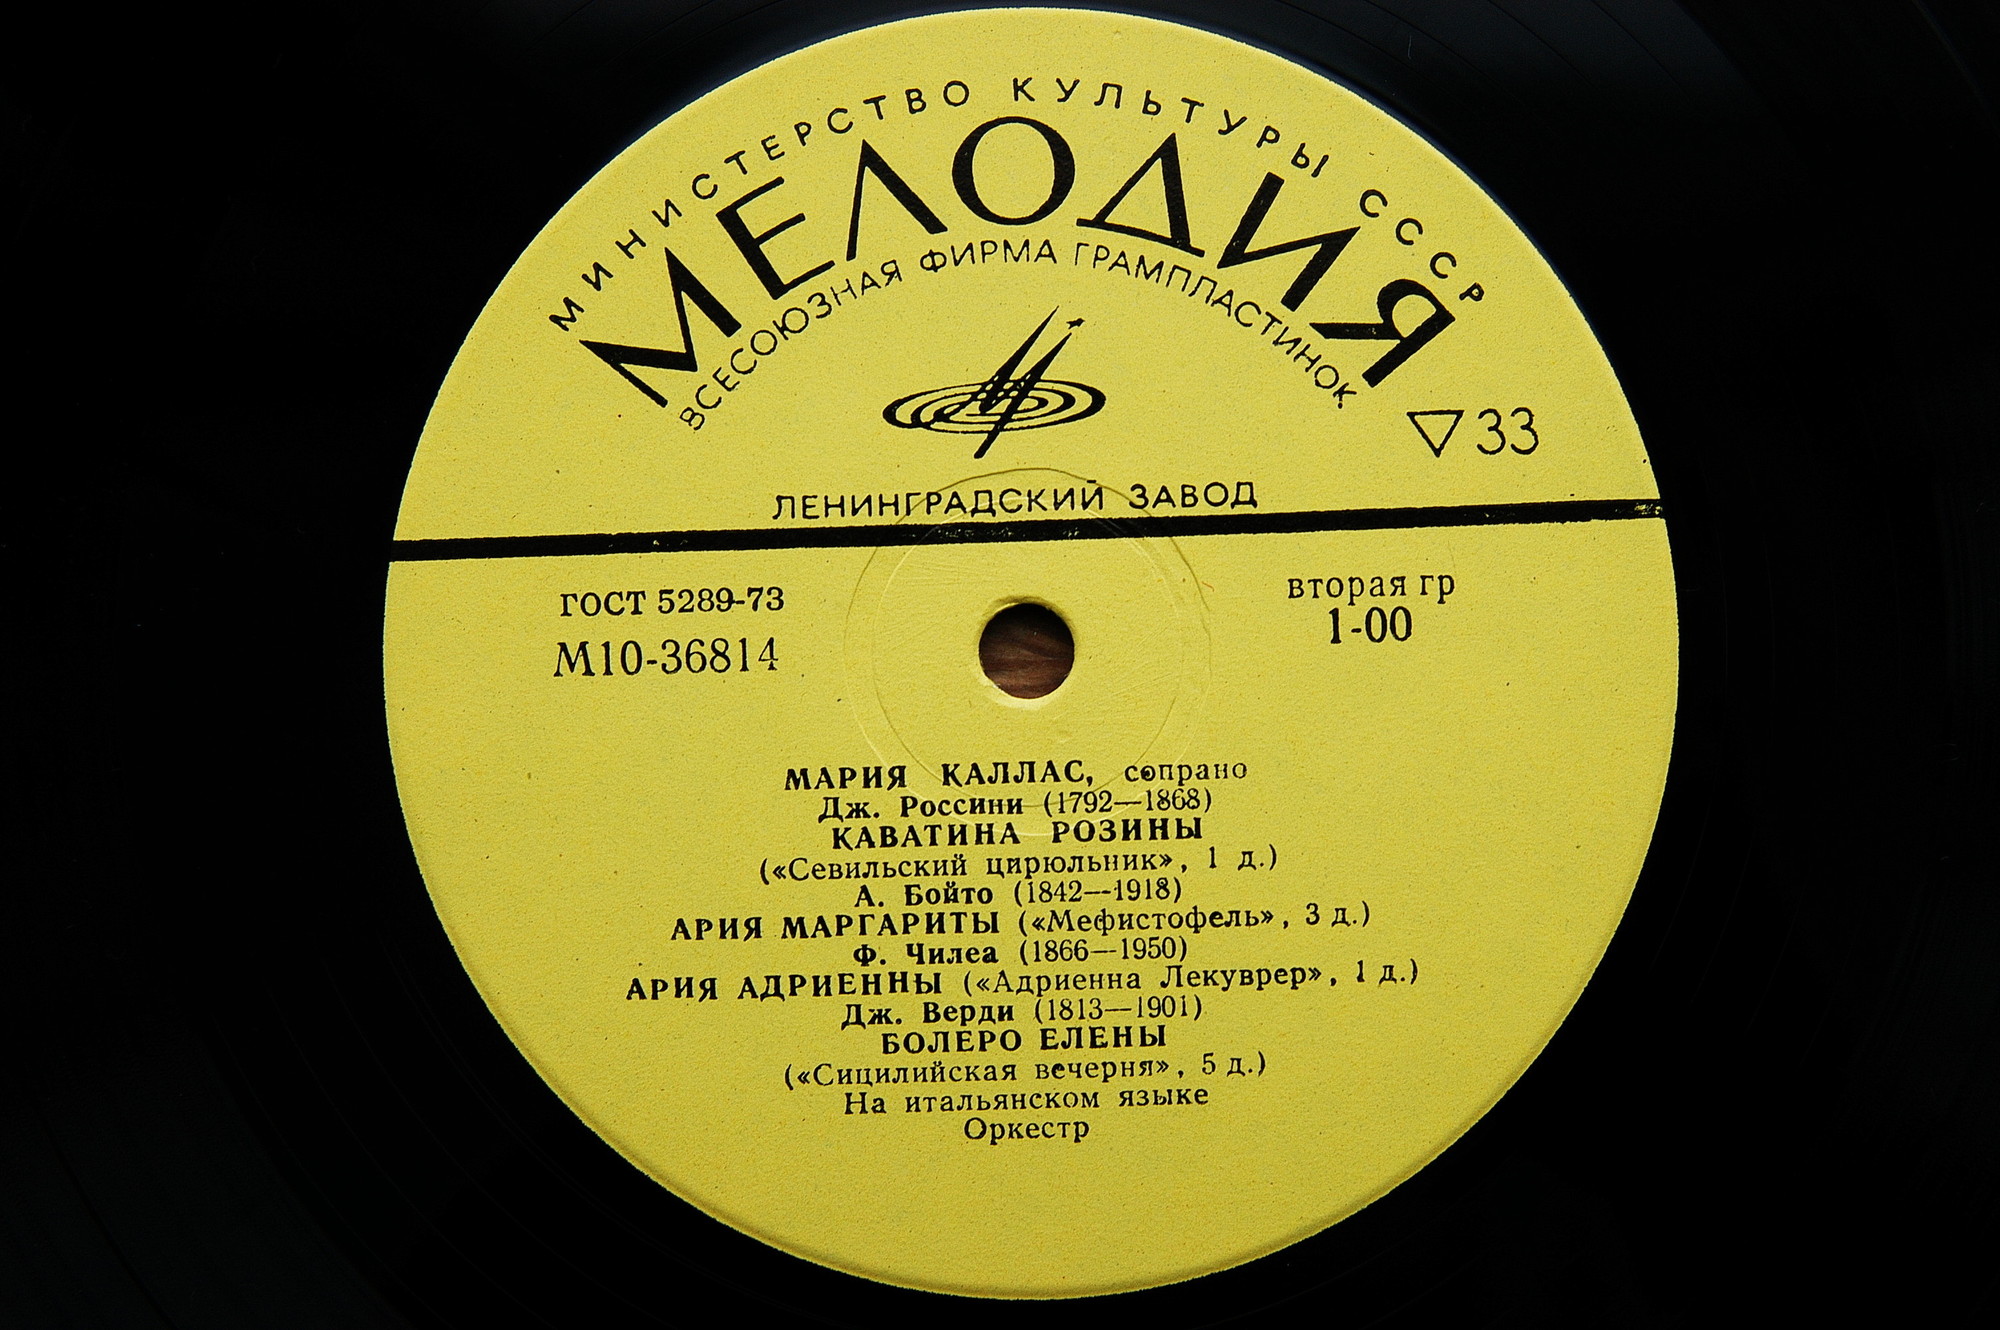 МИНИСТЕРСТВО КУЛЬТУРЫ СССР
МЕЛОДИЯ
ВСЕСОЮЗНАЯ ФИРМА ГРАМПЛАСТИНОК
33
ЛЕНИНГРАДСКИЙ ЗАВОД
ГОСТ 5289-73
М10-36814
вторая гр
1-00
МАРИЯ КАЛЛАС, сопрано
Дж. Россини (1792—1868)
КАВАТИНА РОЗИНЫ
(«Севильский цирюльник», 1 д.)
А. Бойто (1842—1918)
АРИЯ МАРГАРИТЫ («Мефистофель», 3 д.)
Ф. Чилеа (1866—1950)
АРИЯ АДРИЕННЫ («Адриенна Лекуврер», 1 д.)
Дж. Верди (1813—1901)
БОЛЕРО ЕЛЕНЫ
(«Сицилийская вечерня», 5 д.)
На итальянском языке
Оркестр